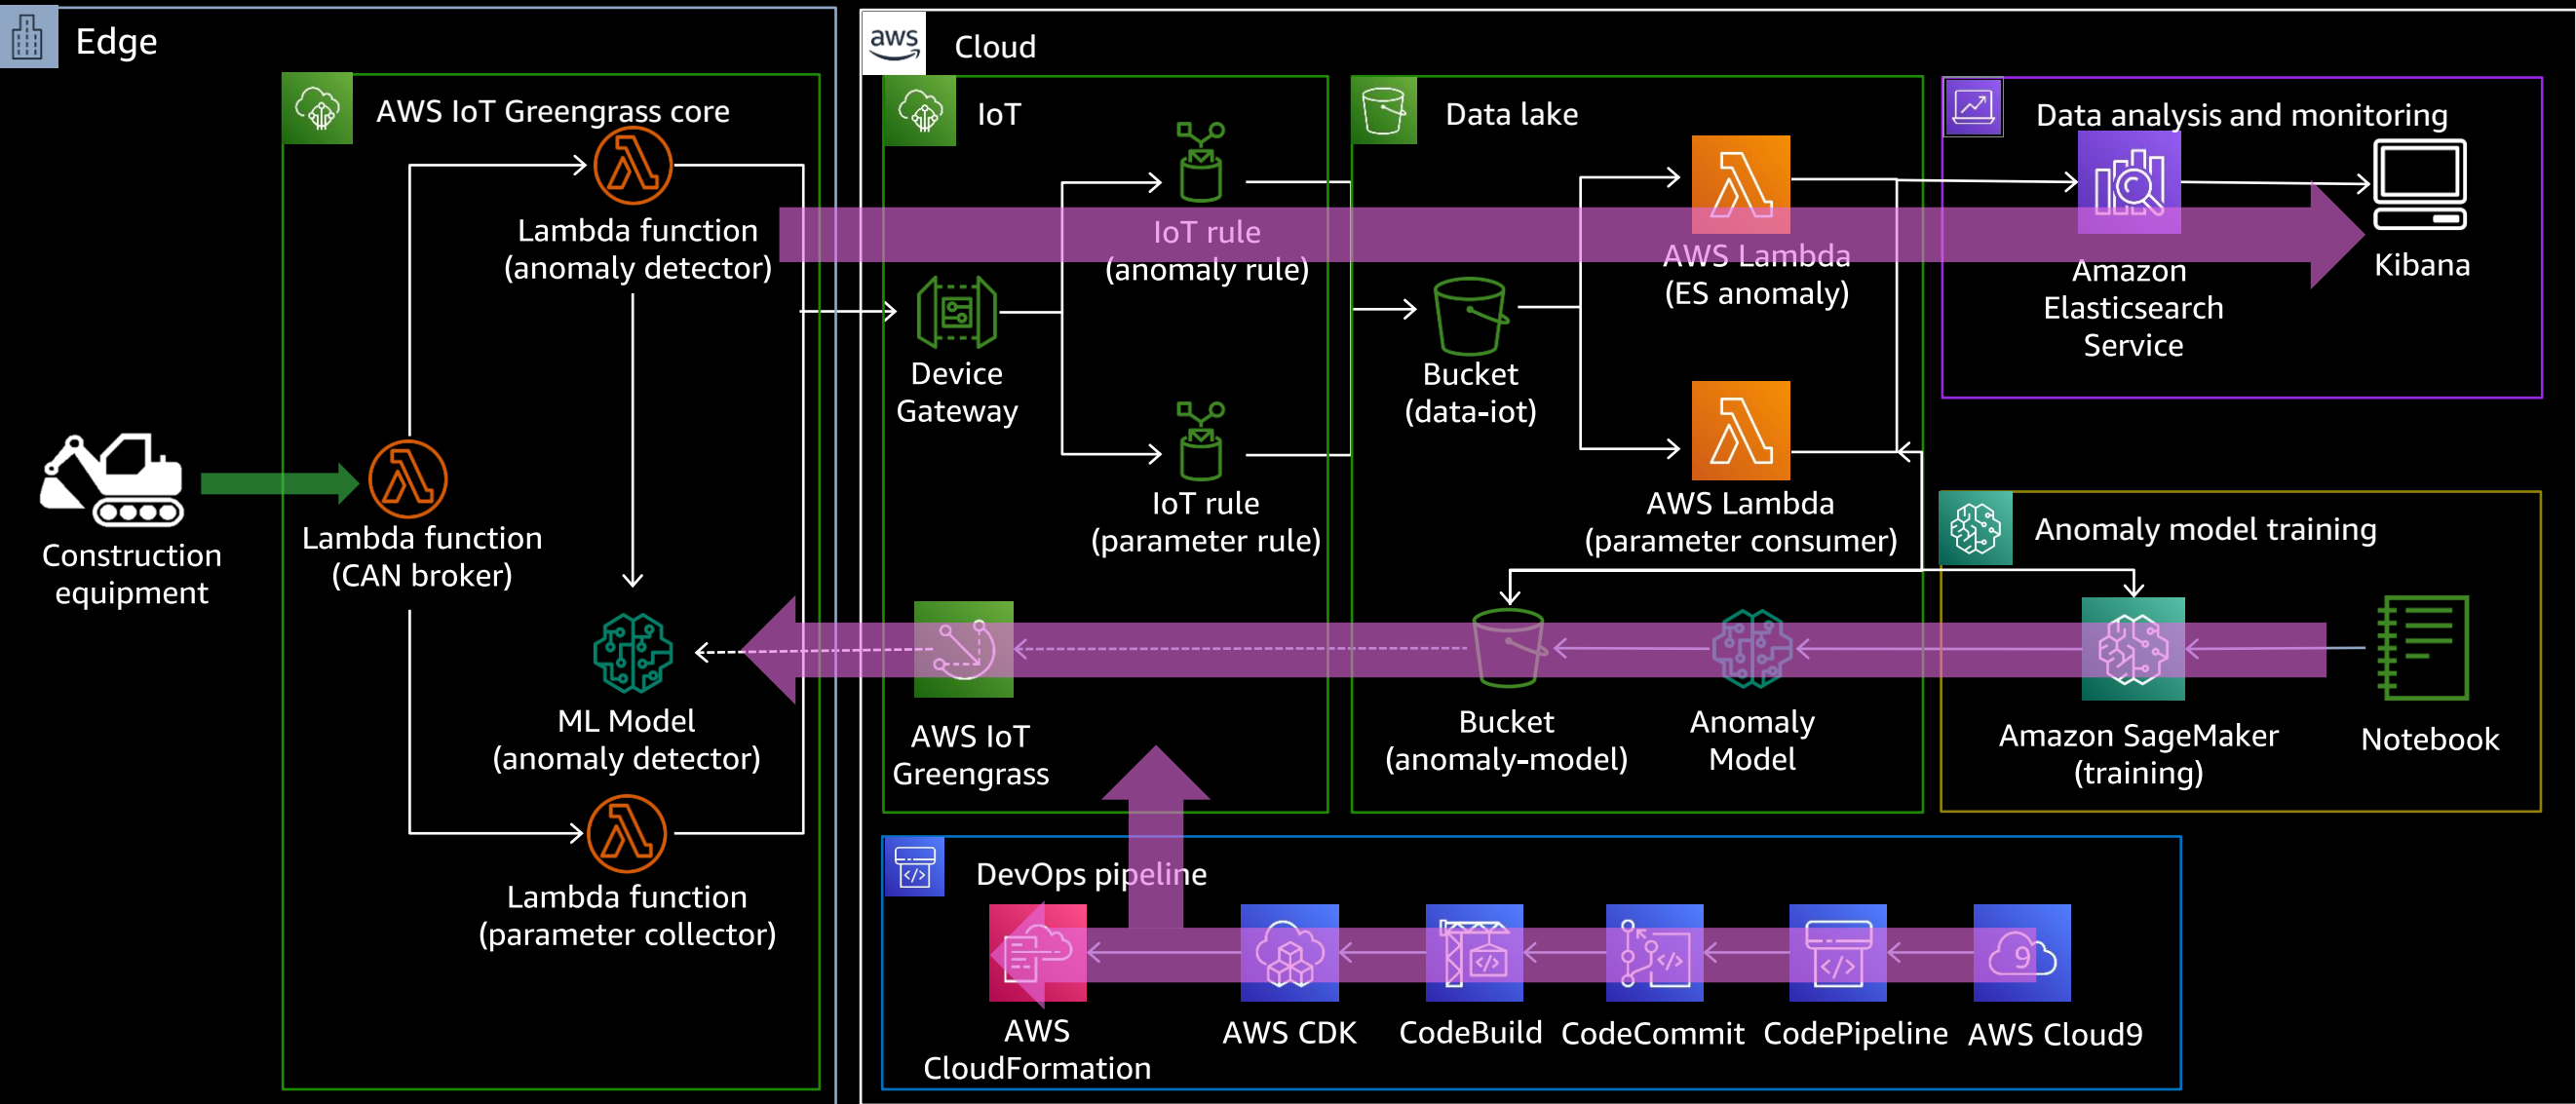 Edge
AWS IoT Greengrass core
Lambda function
(anomaly detector)
Construction
equipment
Lambda function
(CAN broker)
ML Model
(anomaly detector)
Lambda function
(parameter collector)
aws
Cloud
IoT
IoT rule
(anomaly rule)
Device
Gateway
IoT rule
(parameter rule)
AWS IoT
Greengrass
Data lake
AWS Lambda
(ES anomaly)
Bucket
(data-iot)
AWS Lambda
(parameter consumer)
Bucket
(anomaly-model)
Anomaly
Model
Data analysis and monitoring
Amazon
Elasticsearch
Service
Kibana
Anomaly model training
Amazon SageMaker
(training)
Notebook
DevOps pipeline
AWS
CloudFormation
AWS CDK
CodeBuild
CodeCommit
CodePipeline
9
AWS Cloud9